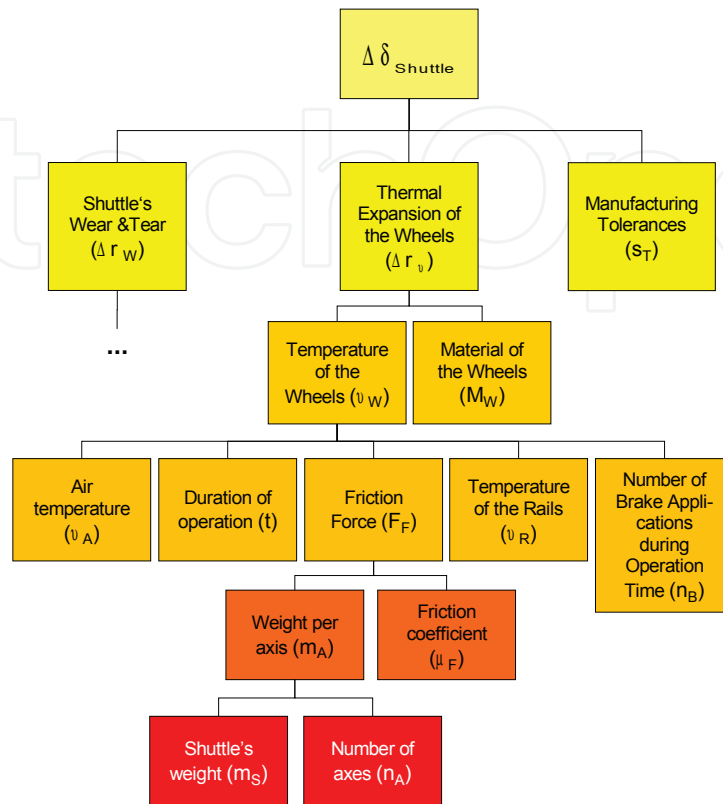 Δ δ Shuttle
Shuttle's
Wear &Tear
(Δ r W)
Thermal
Expansion of
the Wheels
(Δ r υ)
Manufacturing
Tolerances
(sT)
...
Temperature
of the
Wheels (υ W)
Material of
the Wheels
(MW)
Air
temperature
(υ A)
Duration of
operation (t)
Friction
Force (FF)
Temperature
of the Rails
(υ R)
Number of
Brake Appli-
cations
during
Operation
Time (nB)
Weight per
axis (mA)
Friction
coefficient
(μ F)
Shuttle's
weight (mS)
Number of
axes (nA)